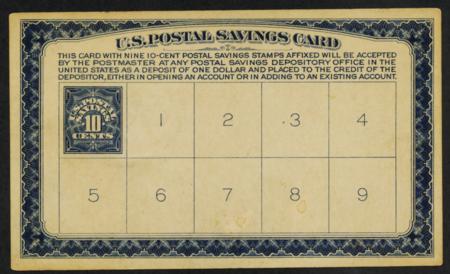 U.S. POSTAL SAVINGS CARD
THIS CARD WITH NINE 10-CENT POSTAL SAVINGS STAMPS AFFIXED WILL BE ACCEPTED
BY THE POSTMASTER AT ANY POSTAL SAVINGS DEPOSITORY OFFICE IN THE
UNITED STATES AS A DEPOSIT OF ONE DOLLAR AND PLACED TO THE CREDIT OF THE
DEPOSITOR, EITHER IN OPENING AN ACCOUNT OR IN ADDING TO AN EXISTING ACCOUNT.
U.S. POSTAL
SAVINGS
10
CENTS
1 2 3 4
5 6 7 8 9